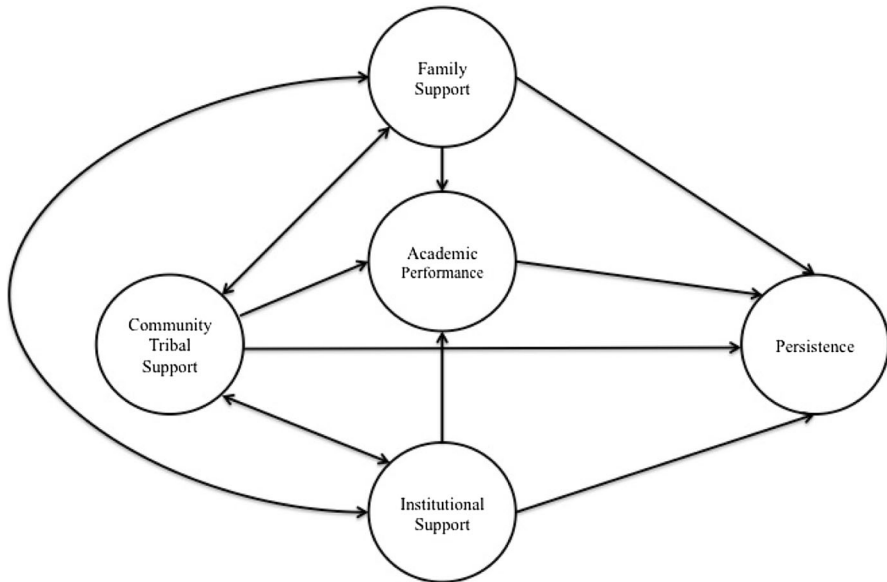 Family
Support
Academic
Performance
Community
Tribal
Support
Persistence
Institutional
Support